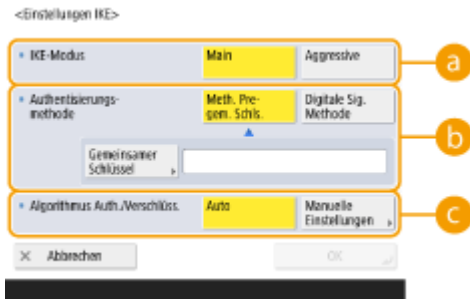 <Einstellungen IKE>
IKE-Modus
Main
Aggressive
a
Authentisierungs-
methode
Meth. Pre-
gem. Schls.
Digitale Sig.
Methode
b
Gemeinsamer
Schlüssel
Algorithmus Auth./Verschlüss.
Auto
Manuelle
Einstellungen
c
Abbrechen
OK